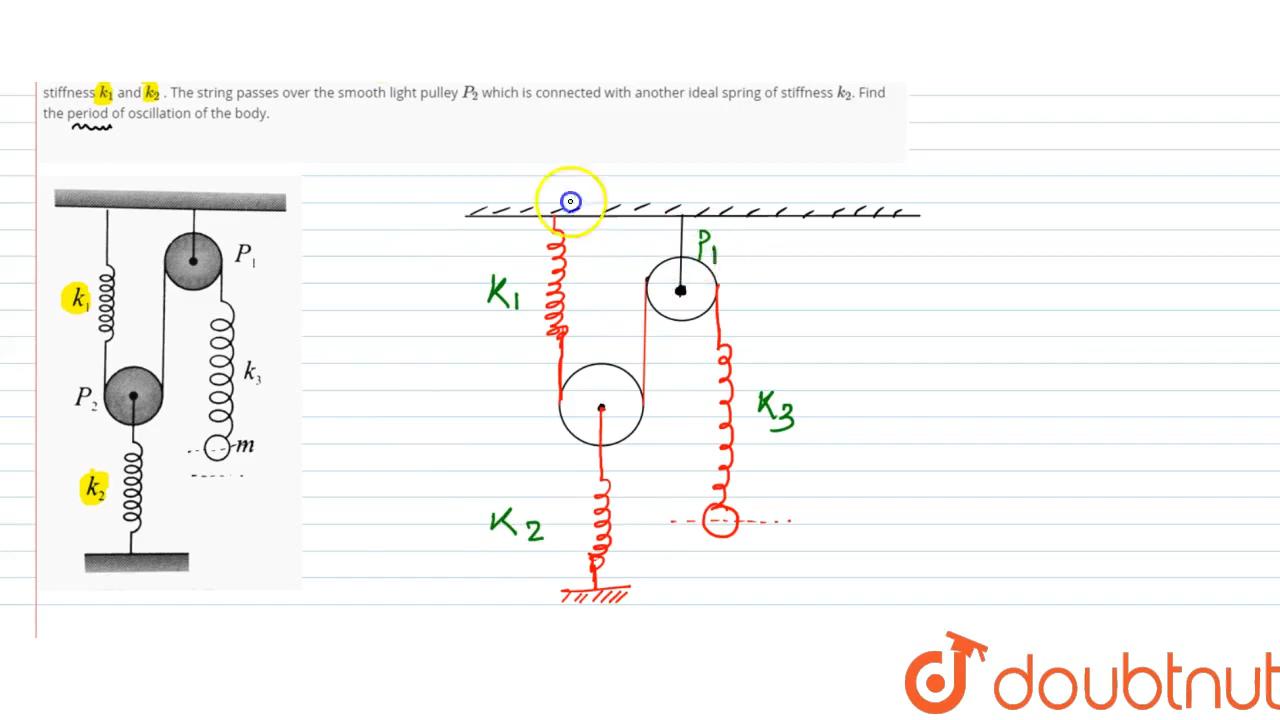 stiffness k₁ and k₂ . The string passes over the smooth light pulley P₂ which is connected with another ideal spring of stiffness k₂. Find
the period of oscillation of the body.
P₁
k₁
k₃
P₂
m
k₂
P₁
K₁
K₃
K₂
doubtnut